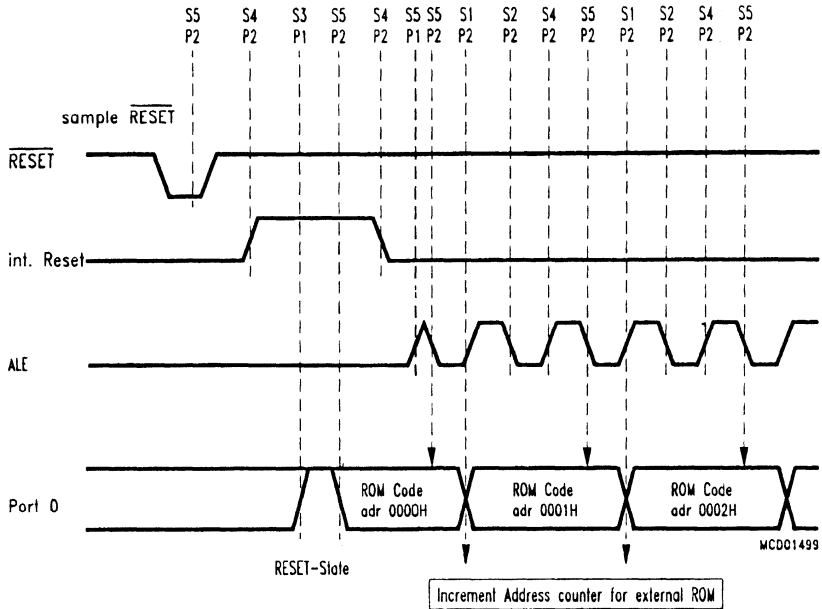 S5 S4 S3 S5 S4 S5 S5 S1 S2 S4 S5 S1 S2 S4 S5
P2 P2 P1 P2 P2 P1 P2 P2 P2 P2 P2 P2 P2 P2 P2
sample RESET
RESET
int. Reset
ALE
Port 0
ROM Code
adr 0000H
ROM Code
adr 0001H
ROM Code
adr 0002H
MCD01499
RESET-State
Increment Address counter for external ROM